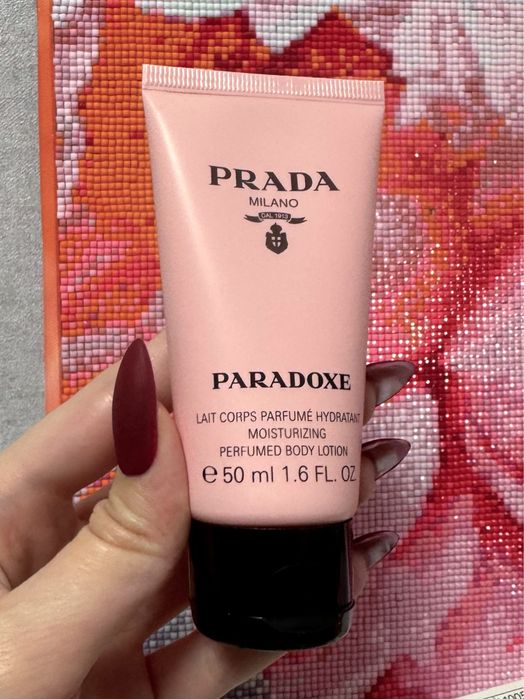 PRADA
MILANO
DAL 1913
PARADOXE
LAIT CORPS PARFUMÉ HYDRATANT
MOISTURIZING
PERFUMED BODY LOTION
℮ 50 ml 1.6 FL. OZ